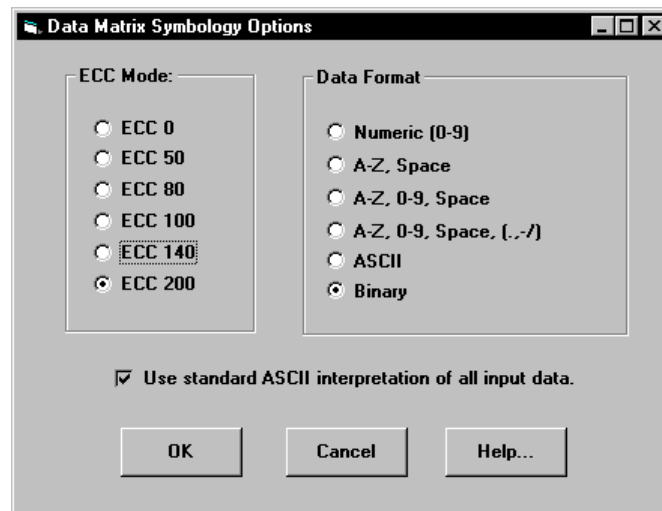 Data Matrix Symbology Options
ECC Mode:
ECC 0
ECC 50
ECC 80
ECC 100
ECC 140
ECC 200
Data Format
Numeric (0-9)
A-Z, Space
A-Z, 0-9, Space
A-Z, 0-9, Space, (.,-/)
ASCII
Binary
Use standard ASCII interpretation of all input data.
OK
Cancel
Help...